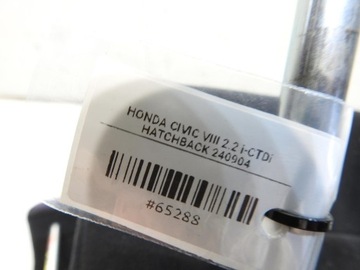 HONDA CIVIC VIII 2.2 i-CTDi
HATCHBACK 240904
#65288